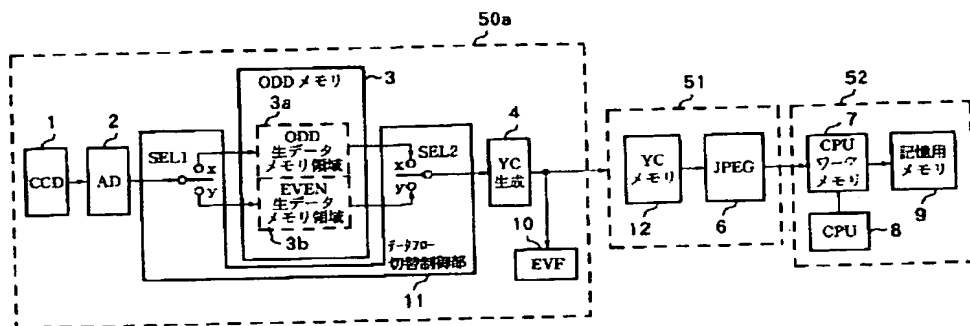 50a
ODDメモリ
3
51
52
1
2
3a
4
7
SEL1
x
y
ODD
生データ
メモリ領域
SEL2
x
y
CCD
AD
EVEN
生データ
メモリ領域
3b
YC
生成
YC
メモリ
JPEG
CPU
ワーク
メモリ
記憶用
メモリ
12
6
CPU
8
9
データフロー
切替制御部
11
10
EVF